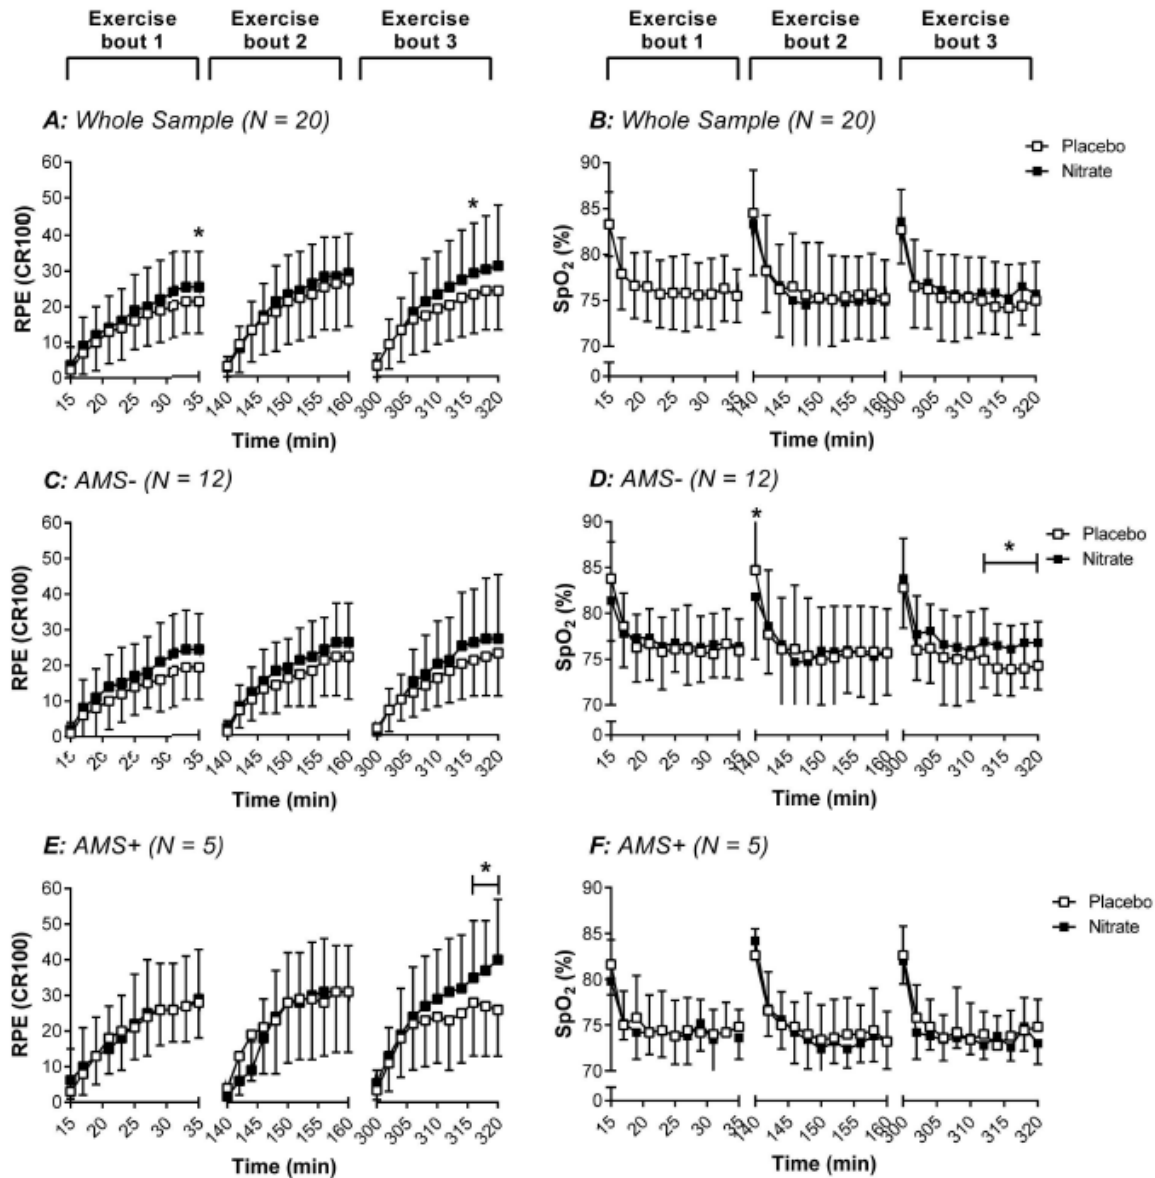 Exercise bout 1
Exercise bout 2
Exercise bout 3
Exercise bout 1
Exercise bout 2
Exercise bout 3
A: Whole Sample (N = 20)
RPE (CR100)
60
50
40
30
20
10
0
*
*
15 20 25 30 35 140 145 150 155 160 300 305 310 315 320
Time (min)
B: Whole Sample (N = 20)
Placebo
Nitrate
SpO₂ (%)
90
85
80
75
70
0
15 20 25 30 35 140 145 150 155 160 300 305 310 315 320
Time (min)
C: AMS- (N = 12)
RPE (CR100)
60
50
40
30
20
10
0
15 20 25 30 35 140 145 150 155 160 300 305 310 315 320
Time (min)
D: AMS- (N = 12)
Placebo
Nitrate
SpO₂ (%)
90
85
80
75
70
0
*
*
15 20 25 30 35 140 145 150 155 160 300 305 310 315 320
Time (min)
E: AMS+ (N = 5)
RPE (CR100)
60
50
40
30
20
10
0
*
15 20 25 30 35 140 145 150 155 160 300 305 310 315 320
Time (min)
F: AMS+ (N = 5)
Placebo
Nitrate
SpO₂ (%)
90
85
80
75
70
0
15 20 25 30 35 140 145 150 155 160 300 305 310 315 320
Time (min)